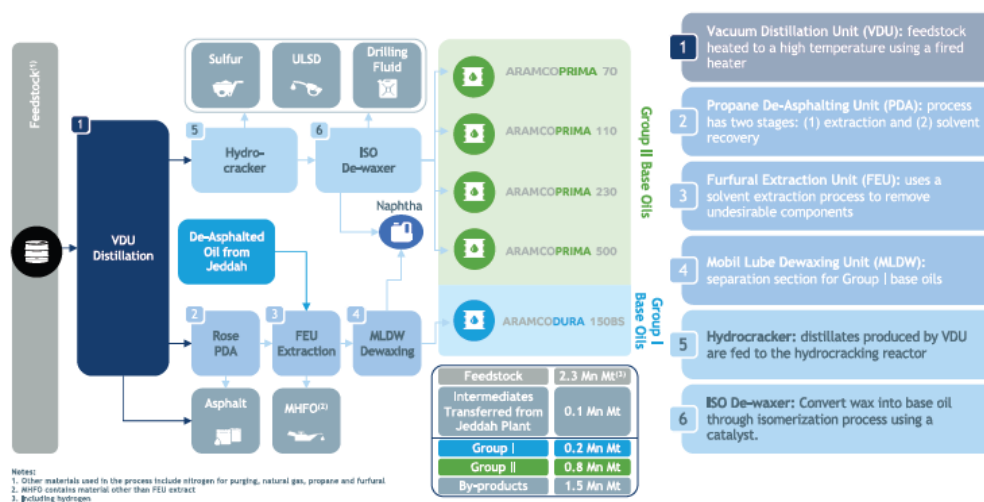 Feedstock(1)
1
VDU
Distillation
Sulfur
ULSD
Drilling
Fluid
5
Hydro-
cracker
6
ISO
De-waxer
Naphtha
De-Asphalted
Oil from
Jeddah
2
Rose
PDA
3
FEU
Extraction
4
MLDW
Dewaxing
Asphalt
MHFO(2)
ARAMCOPRIMA 70
ARAMCOPRIMA 110
ARAMCOPRIMA 230
ARAMCOPRIMA 500
ARAMCODURA 150BS
Group II Base Oils
Group I
Base Oils
Feedstock 2.3 Mn Mt(3)
Intermediates
Transferred from
Jeddah Plant
0.1 Mn Mt
Group I 0.2 Mn Mt
Group II 0.8 Mn Mt
By-products 1.5 Mn Mt
1
Vacuum Distillation Unit (VDU): feedstock
heated to a high temperature using a fired
heater
2
Propane De-Asphalting Unit (PDA): process
has two stages: (1) extraction and (2) solvent
recovery
3
Furfural Extraction Unit (FEU): uses a
solvent extraction process to remove
undesirable components
4
Mobil Lube Dewaxing Unit (MLDW):
separation section for Group I base oils
5
Hydrocracker: distillates produced by VDU
are fed to the hydrocracking reactor
6
ISO De-waxer: Convert wax into base oil
through isomerization process using a
catalyst.
Notes:
1. Other materials used in the process include nitrogen for purging, natural gas, propane and furfural
2. MHFO contains material other than FEU extract
3. Including hydrogen